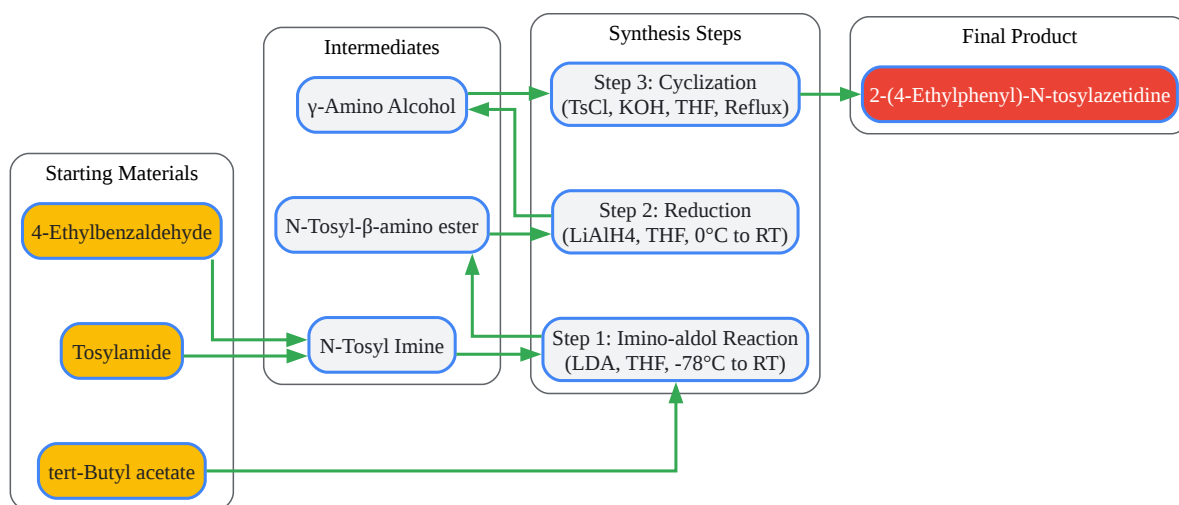 Starting Materials
4-Ethylbenzaldehyde
Tosylamide
tert-Butyl acetate
Intermediates
γ-Amino Alcohol
N-Tosyl-β-amino ester
N-Tosyl Imine
Synthesis Steps
Step 3: Cyclization
(TsCl, KOH, THF, Reflux)
Step 2: Reduction
(LiAlH4, THF, 0°C to RT)
Step 1: Imino-aldol Reaction
(LDA, THF, -78°C to RT)
Final Product
2-(4-Ethylphenyl)-N-tosylazetidine